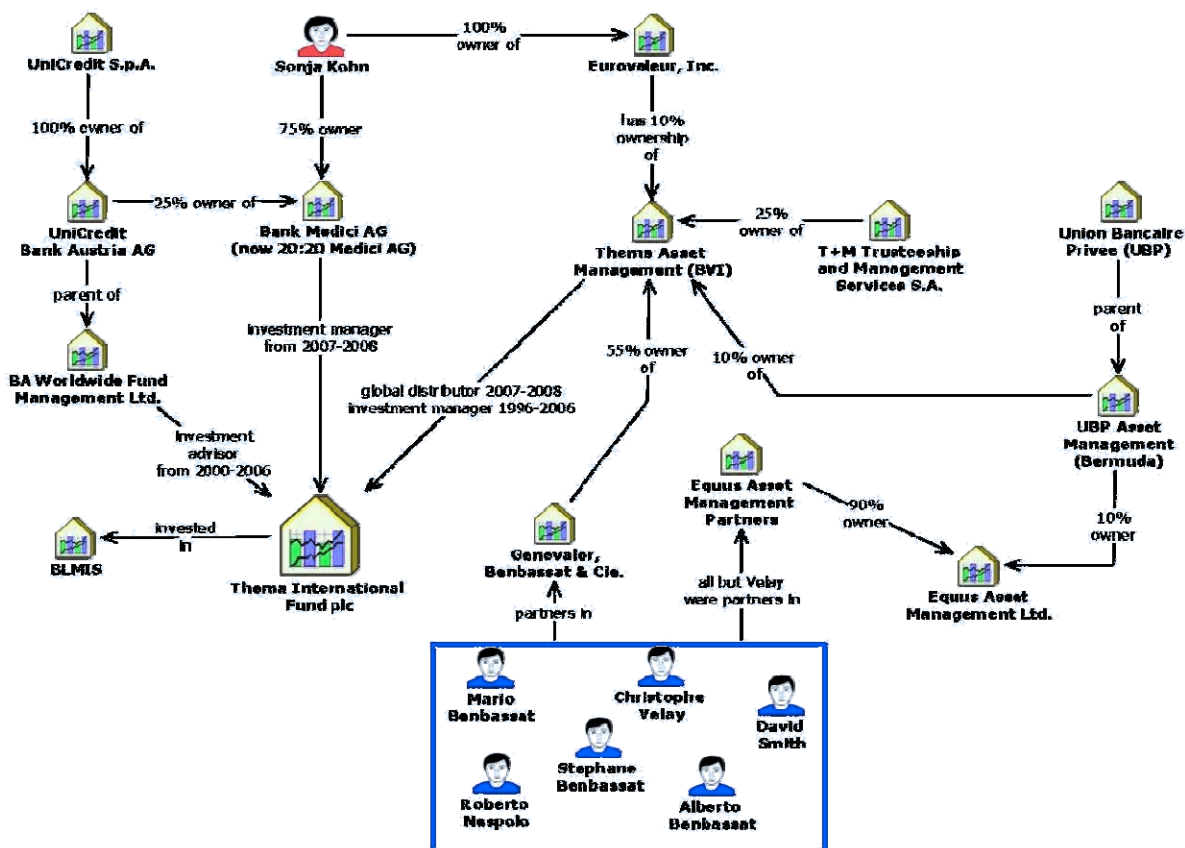 100%
owner of
UniCredit S.p.A.
Sonja Kohn
Eurovaleur, Inc.
100% owner of
75% owner
has 10%
ownership
of
25% owner of
25%
owner of
UniCredit
Bank Austria AG
Bank Medici AG
(now 20:20 Medici AG)
Thema Asset
Management (BVI)
T+M Trusteeship
and Management
Services S.A.
Union Bancaire
Privee (UBP)
parent of
investment manager
from 2007-2008
55% owner
of
10% owner
of
parent
of
BA Worldwide Fund
Management Ltd.
global distributor 2007-2008
investment manager 1996-2006
UBP Asset
Management
(Bermuda)
investment
advisor
from 2000-2006
Equus Asset
Management
Partners
90%
owner
10%
owner
invested
in
BLMIS
Thema International
Fund plc
Genevalor,
Benbassat & Cie.
all but Velay
were partners in
Equus Asset
Management Ltd.
partners in
Mario
Benbassat
Christophe
Velay
David
Smith
Stephane
Benbassat
Roberto
Nespolo
Alberto
Benbassat